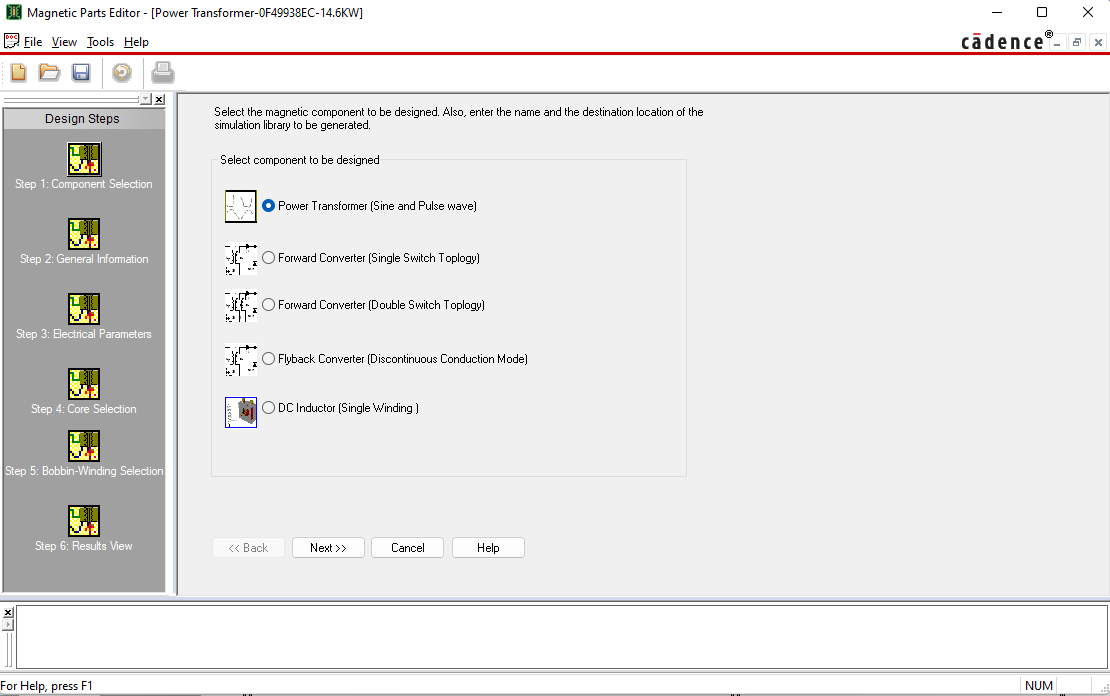 Magnetic Parts Editor - [Power Transformer-0F49938EC-14.6KW]
File View Tools Help
cādence®
Design Steps
Step 1: Component Selection
Step 2: General Information
Step 3: Electrical Parameters
Step 4: Core Selection
Step 5: Bobbin-Winding Selection
Step 6: Results View
Select the magnetic component to be designed. Also, enter the name and the destination location of the
simulation library to be generated.
Select component to be designed
Power Transformer (Sine and Pulse wave)
Forward Converter (Single Switch Toplogy)
Forward Converter (Double Switch Toplogy)
Flyback Converter (Discontinuous Conduction Mode)
DC Inductor (Single Winding )
<< Back Next >> Cancel Help
For Help, press F1
NUM